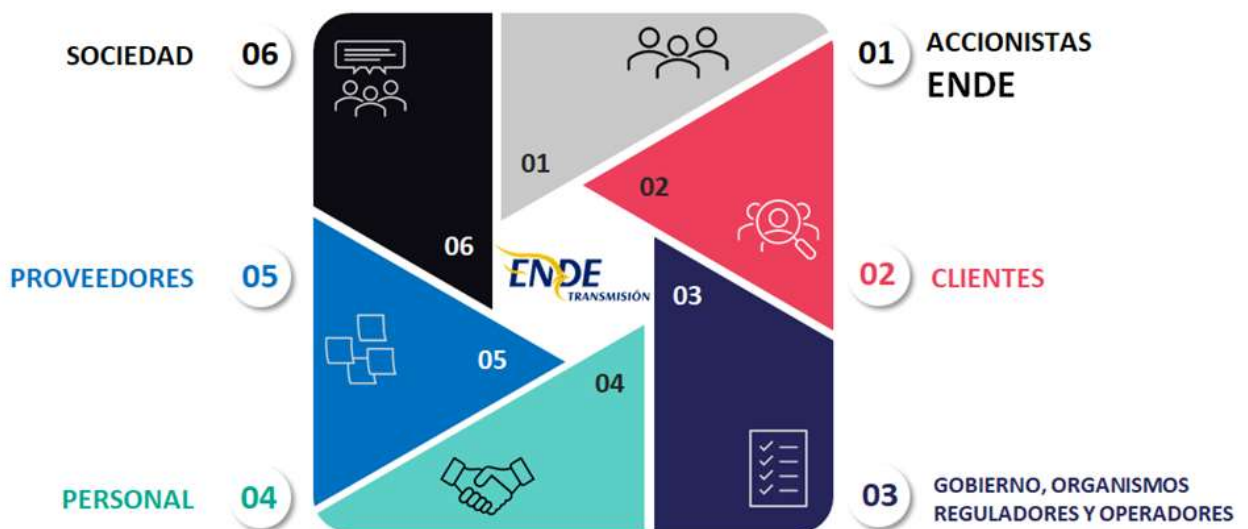 SOCIEDAD 06
01 ACCIONISTAS
ENDE
01
02
06
PROVEEDORES 05
ENDE
TRANSMISIÓN
03
02 CLIENTES
05
04
PERSONAL 04
03 GOBIERNO, ORGANISMOS
REGULADORES Y OPERADORES